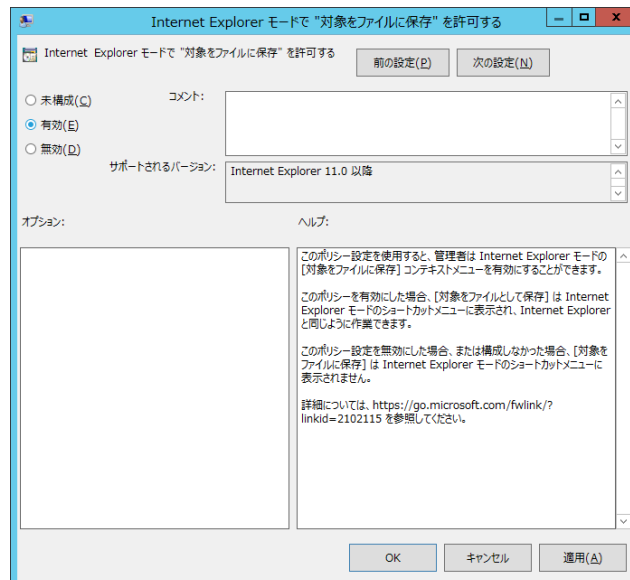 Internet Explorer モードで "対象をファイルに保存" を許可する
Internet Explorer モードで "対象をファイルに保存" を許可する
前の設定(P)
次の設定(N)
未構成(C)
コメント:
有効(E)
無効(D)
サポートされるバージョン:
Internet Explorer 11.0 以降
オプション:
ヘルプ:
このポリシー設定を使用すると、管理者は Internet Explorer モードの
[対象をファイルに保存] コンテキストメニューを有効にすることができます。
このポリシーを有効にした場合、[対象をファイルとして保存] は Internet
Explorer モードのショートカットメニューに表示され、Internet Explorer
と同じように作業できます。
このポリシー設定を無効にした場合、または構成しなかった場合、[対象を
ファイルに保存] は Internet Explorer モードのショートカットメニューに
表示されません。
詳細については、https://go.microsoft.com/fwlink/?
linkid=2102115 を参照してください。
OK
キャンセル
適用(A)